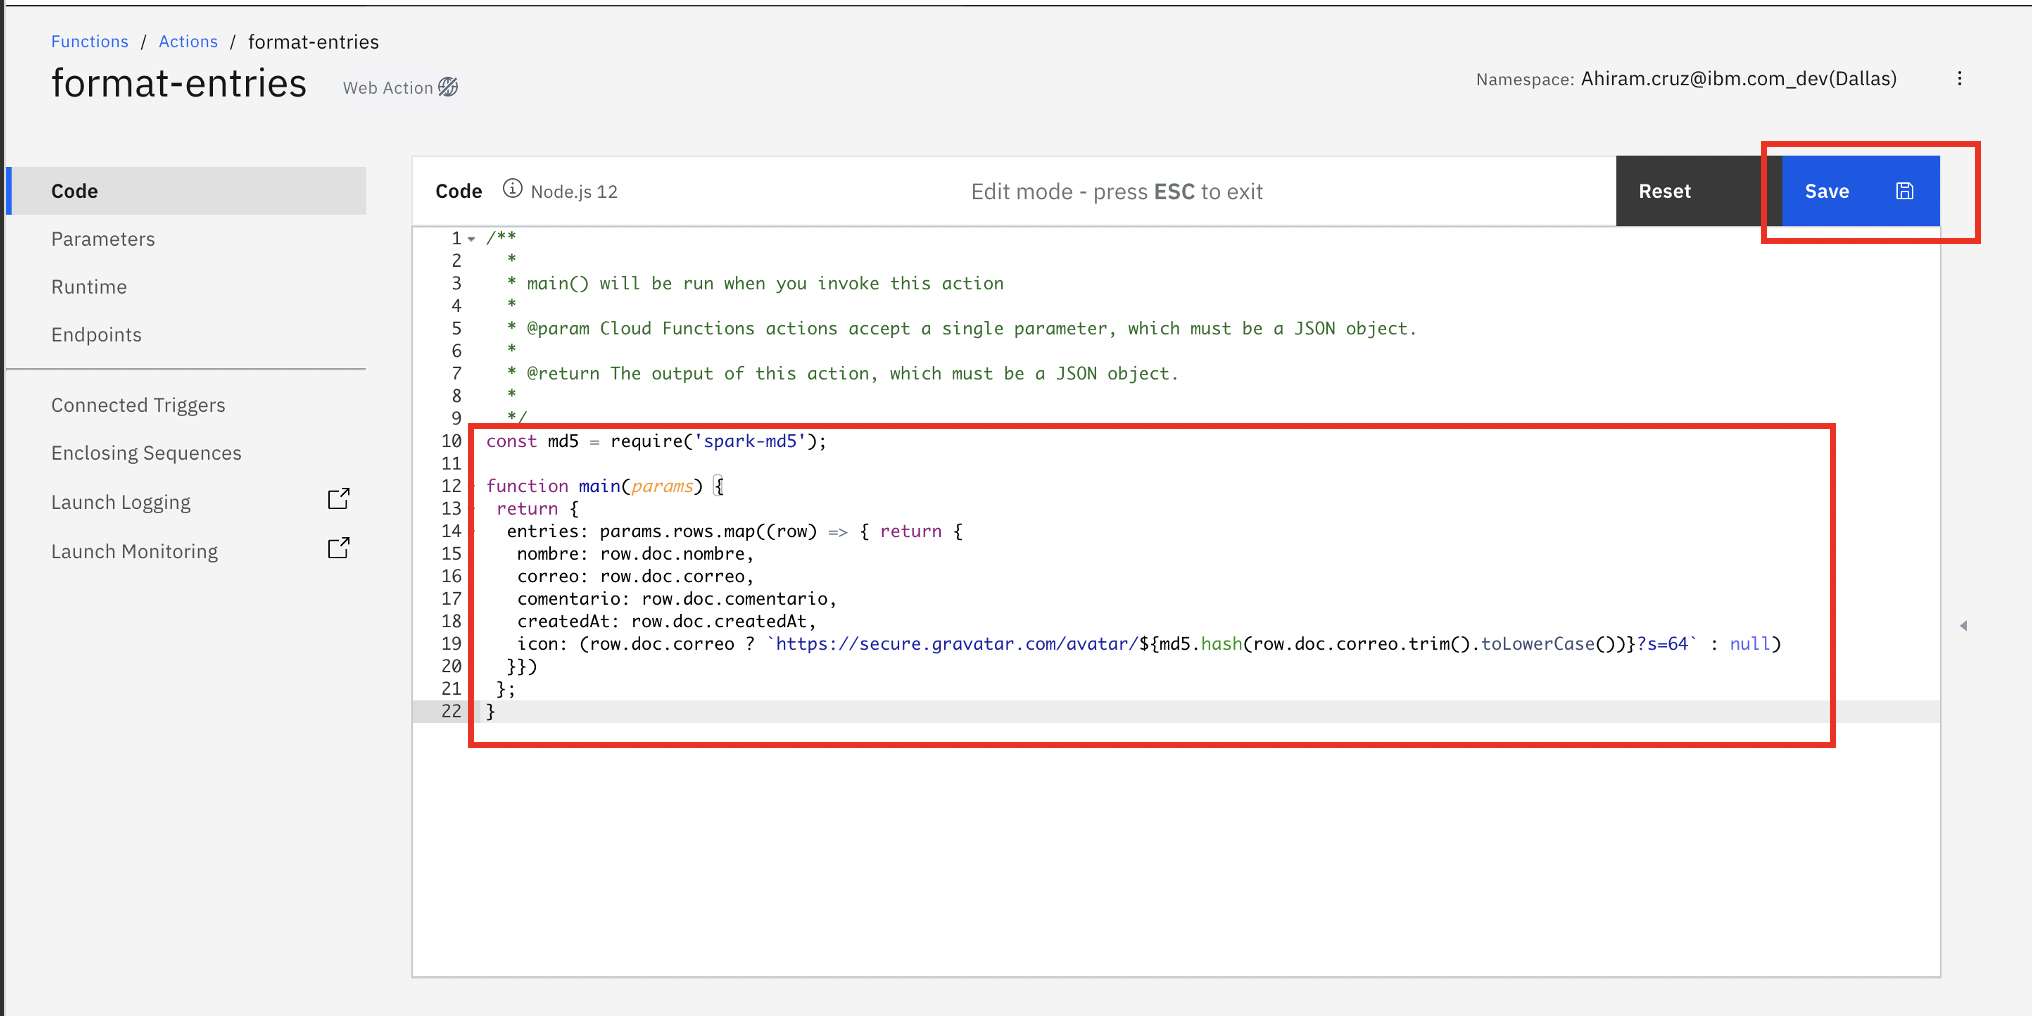 Functions / Actions / format-entries
format-entries Web Action
Namespace: Ahiram.cruz@ibm.com_dev(Dallas)
Code
Parameters
Runtime
Endpoints
Connected Triggers
Enclosing Sequences
Launch Logging
Launch Monitoring
Code Node.js 12 Edit mode - press ESC to exit Reset Save
1 /**
2 *
3 * main() will be run when you invoke this action
4 *
5 * @param Cloud Functions actions accept a single parameter, which must be a JSON object.
6 *
7 * @return The output of this action, which must be a JSON object.
8 *
9 */
10 const md5 = require('spark-md5');
11
12 function main(params) {
13 return {
14 entries: params.rows.map((row) => { return {
15 nombre: row.doc.nombre,
16 correo: row.doc.correo,
17 comentario: row.doc.comentario,
18 createdAt: row.doc.createdAt,
19 icon: (row.doc.correo ? `https://secure.gravatar.com/avatar/${md5.hash(row.doc.correo.trim().toLowerCase())}?s=64` : null)
20 }})
21 };
22 }